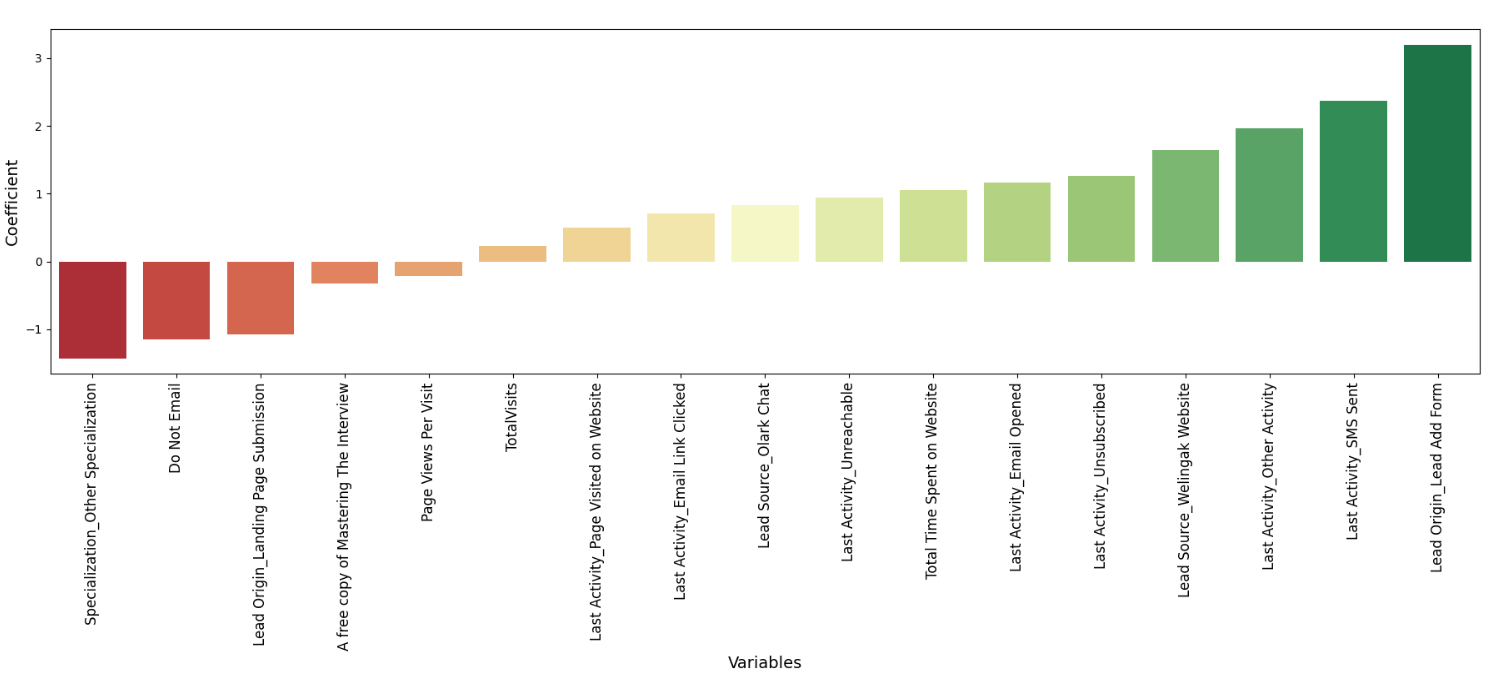 Coefficient
3
2
1
0
−1
Specialization_Other Specialization
Do Not Email
Lead Origin_Landing Page Submission
A free copy of Mastering The Interview
Page Views Per Visit
TotalVisits
Last Activity_Page Visited on Website
Last Activity_Email Link Clicked
Lead Source_Olark Chat
Last Activity_Unreachable
Total Time Spent on Website
Last Activity_Email Opened
Last Activity_Unsubscribed
Lead Source_Welingak Website
Last Activity_Other Activity
Last Activity_SMS Sent
Lead Origin_Lead Add Form
Variables